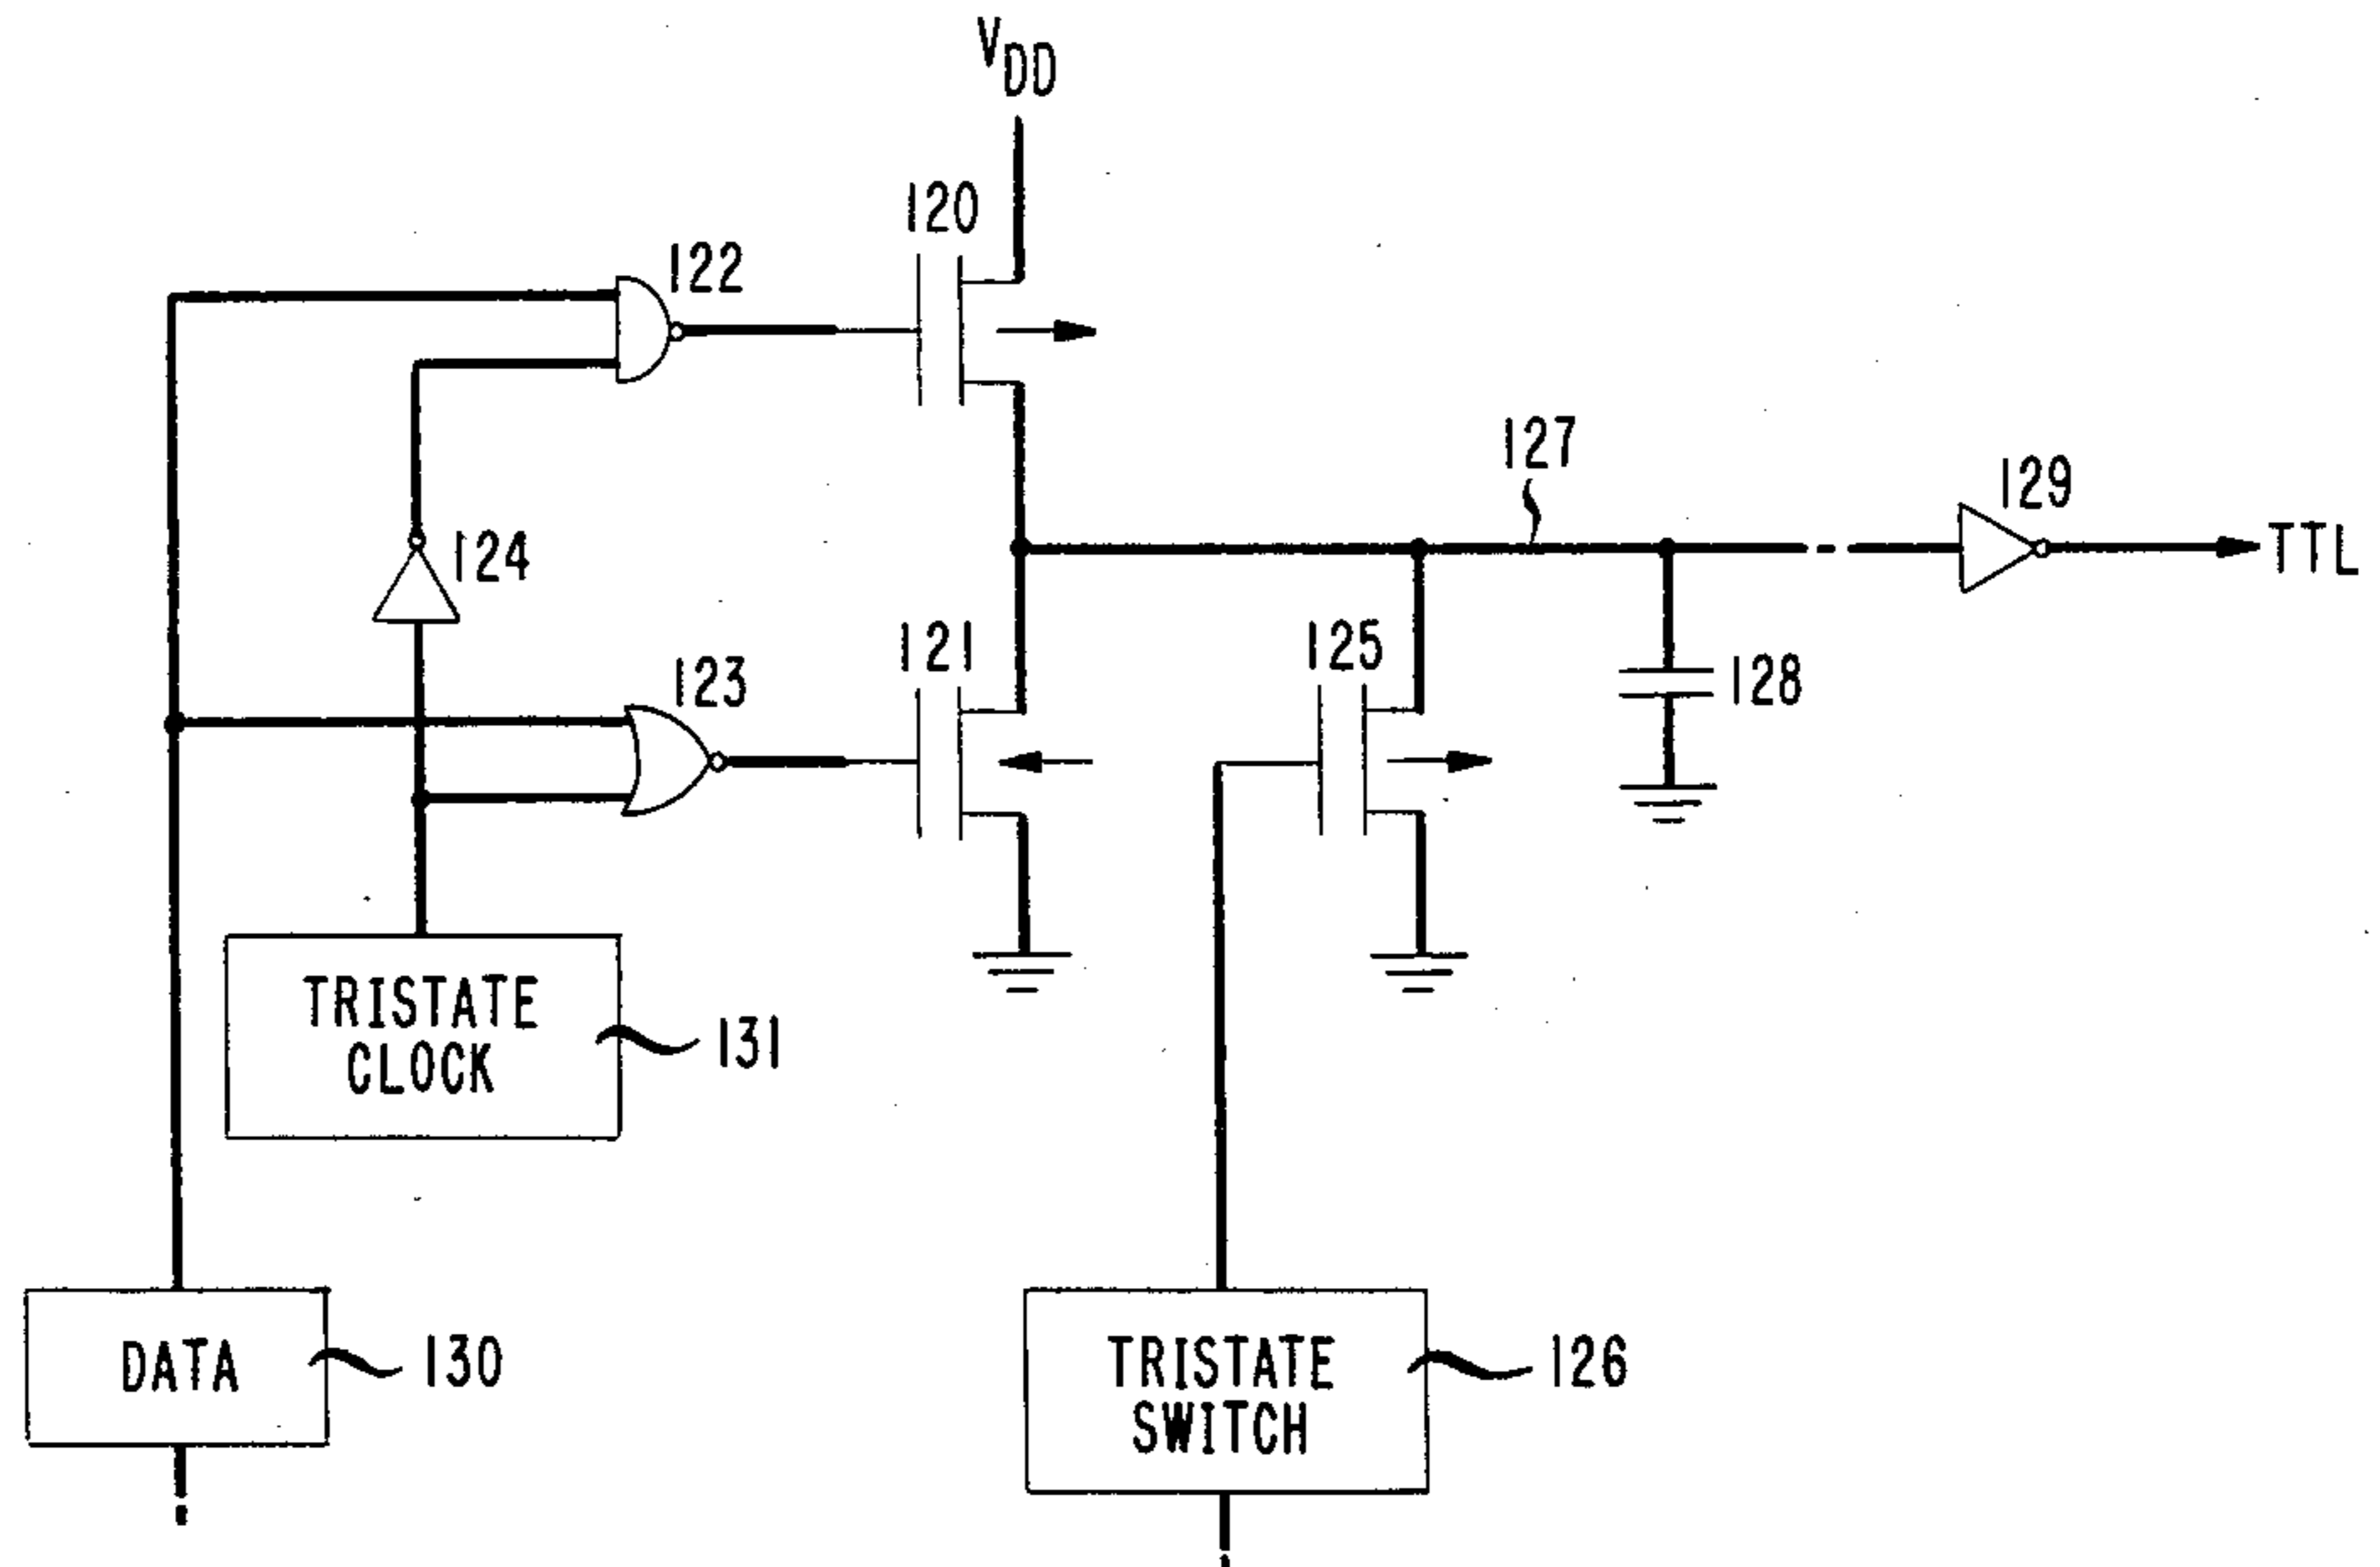 VDD
120
122
127
129
124
TTL
121
125
123
128
TRISTATE
CLOCK
131
DATA
130
TRISTATE
SWITCH
126